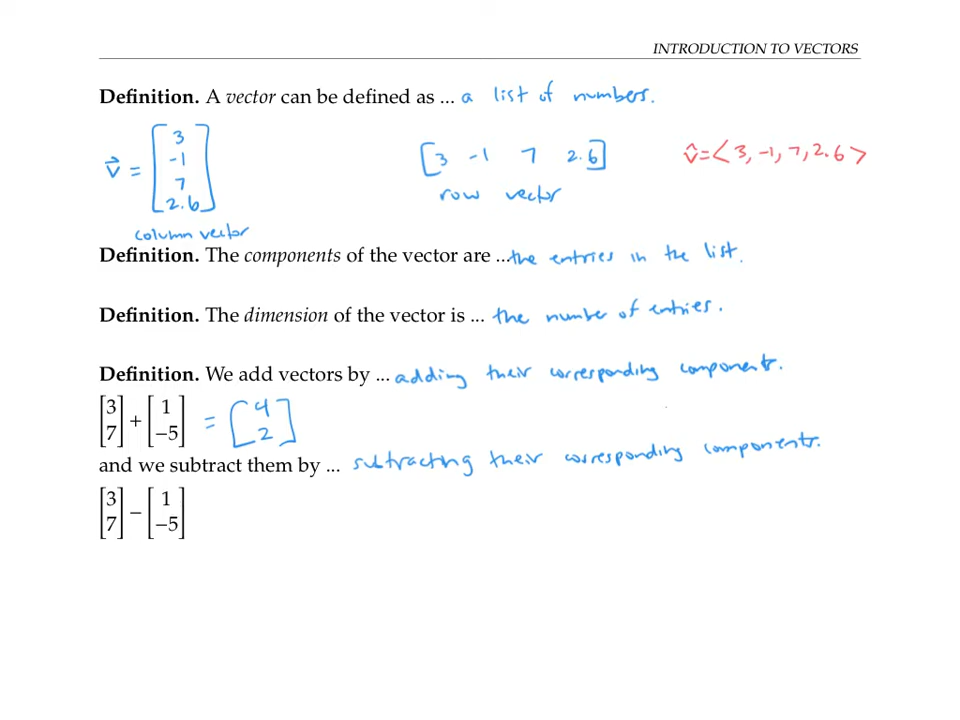 INTRODUCTION TO VECTORS
Definition. A vector can be defined as ... a list of numbers.
v⃗ = [3 -1 7 2.6] [3 -1 7 2.6] v̂ = < 3, -1, 7, 2.6 >
row vector
column vector
Definition. The components of the vector are ... the entries in the list.
Definition. The dimension of the vector is ... the number of entries.
Definition. We add vectors by ... adding their corresponding components.
[3 7] + [1 −5] = [4 2]
and we subtract them by ... subtracting their corresponding components.
[3 7] − [1 −5]